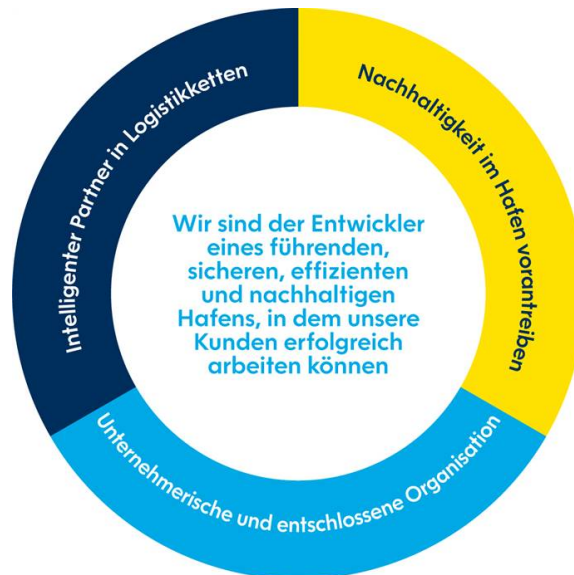 Intelligenter Partner in Logistikketten
Nachhaltigkeit im Hafen vorantreiben
Wir sind der Entwickler
eines führenden,
sicheren, effizienten
und nachhaltigen
Hafens, in dem unsere
Kunden erfolgreich
arbeiten können
Unternehmerische und entschlossene Organisation